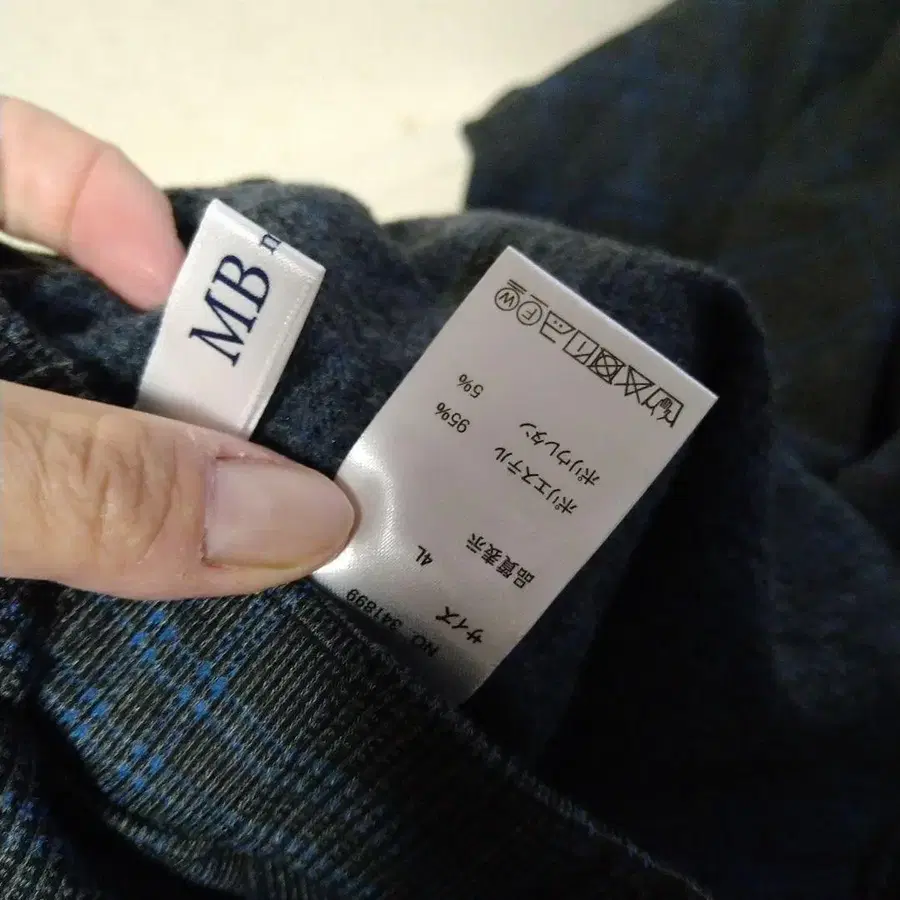 MB
n
NO. 341899
サイズ
4L
品質表示
ポリエステル 95%
ポリウレタン 5%
F W